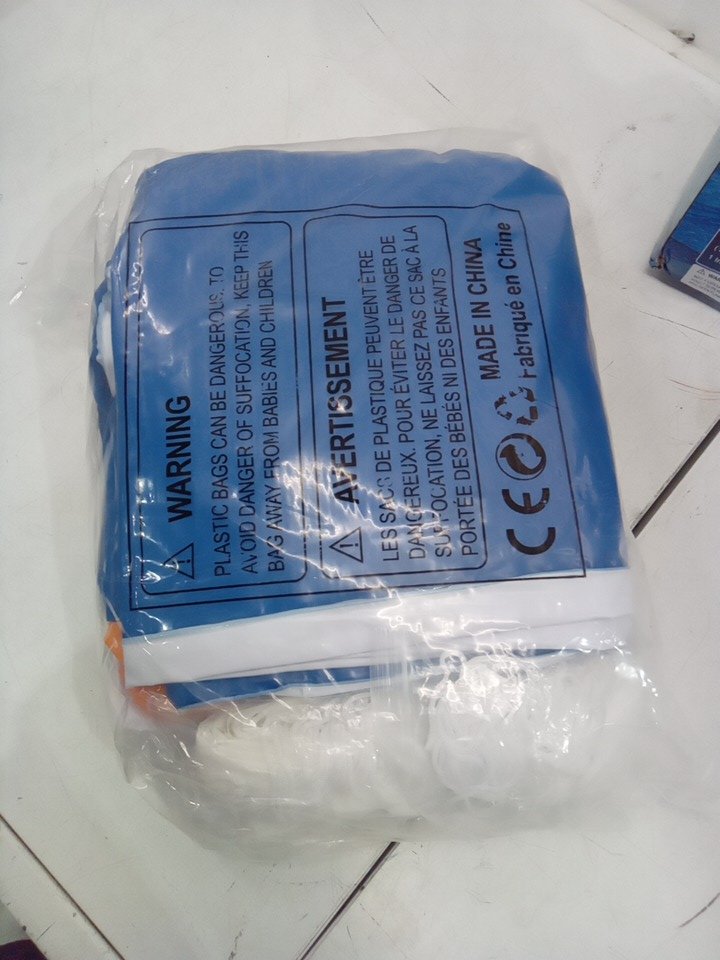 WARNING
PLASTIC BAGS CAN BE DANGEROUS, TO
AVOID DANGER OF SUFFOCATION, KEEP THIS
BAG AWAY FROM BABIES AND CHILDREN
AVERTISSEMENT
LES SACS DE PLASTIQUE PEUVENT ÊTRE
DANGEREUX. POUR ÉVITER LE DANGER DE
SUFFOCATION, NE LAISSEZ PAS CE SAC À LA
PORTÉE DES BÉBÉS NI DES ENFANTS
MADE IN CHINA
Fabriqué en Chine
CE